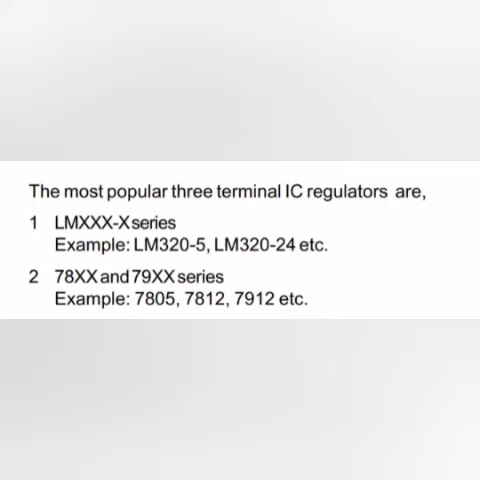 The most popular three terminal IC regulators are,
1 LMXXX-X series
Example: LM320-5, LM320-24 etc.
2 78XX and 79XX series
Example: 7805, 7812, 7912 etc.